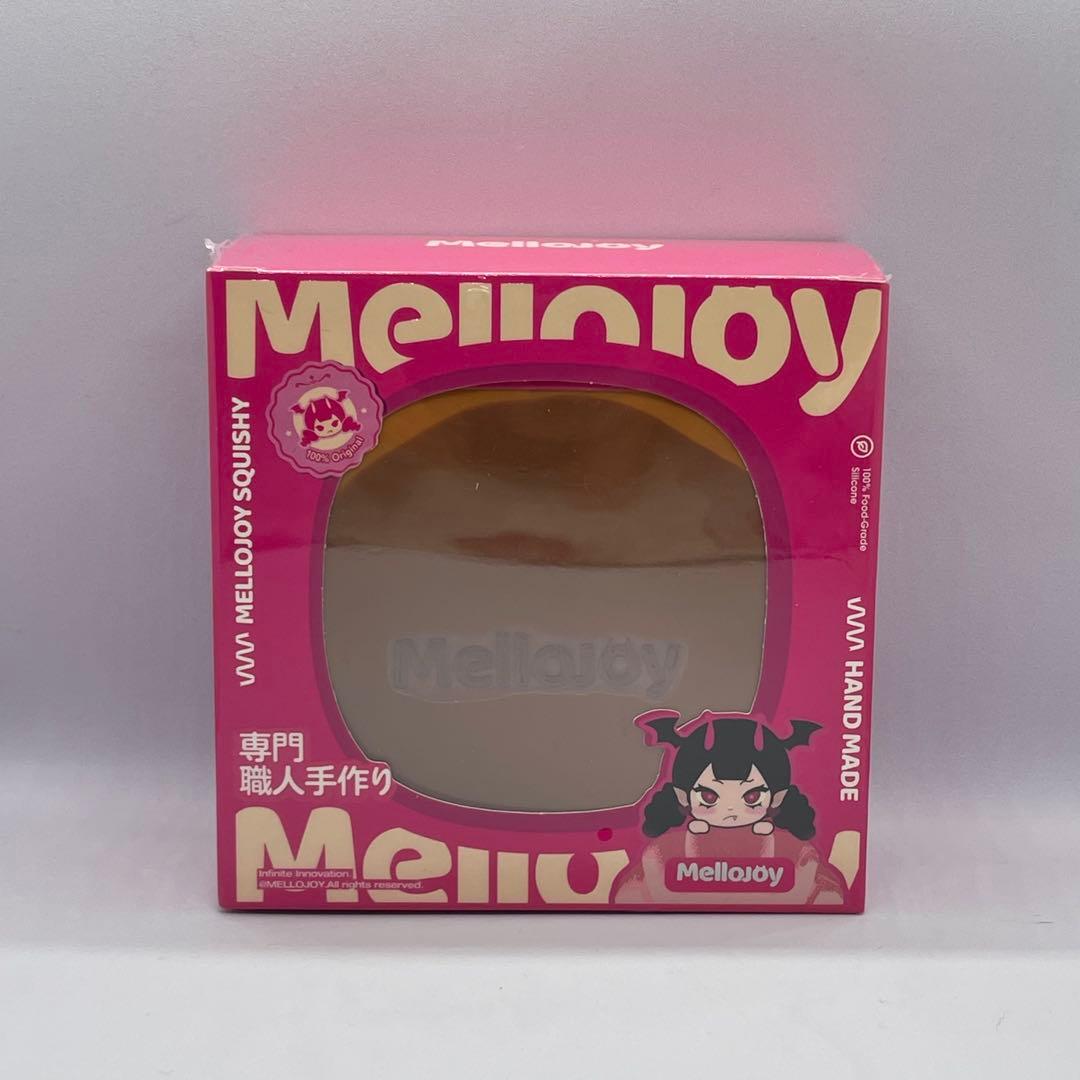 Mellojoy
Mellojoy
100% Original
MELLOJOY SQUISHY
100% Food-Grade
Silicone
Mellojoy
HAND MADE
専門
職人手作り
Mellojoy
Infinite Innovation.
@MELLOJOY.All rights reserved.
Mellojoy